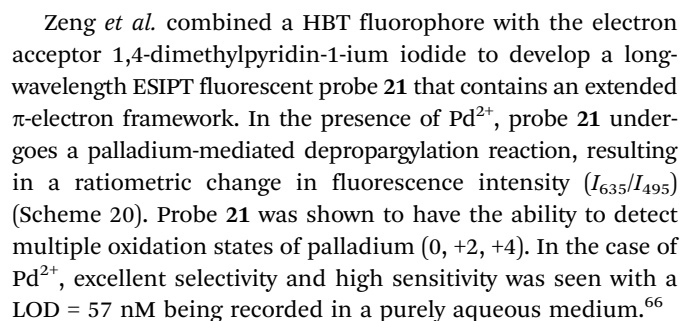 Zeng et al. combined a HBT fluorophore with the electron
acceptor 1,4-dimethylpyridin-1-ium iodide to develop a long-
wavelength ESIPT fluorescent probe 21 that contains an extended
π-electron framework. In the presence of Pd²⁺, probe 21 under-
goes a palladium-mediated depropargylation reaction, resulting
in a ratiometric change in fluorescence intensity (I₆₃₅/I₄₉₅)
(Scheme 20). Probe 21 was shown to have the ability to detect
multiple oxidation states of palladium (0, +2, +4). In the case of
Pd²⁺, excellent selectivity and high sensitivity was seen with a
LOD = 57 nM being recorded in a purely aqueous medium.⁶⁶